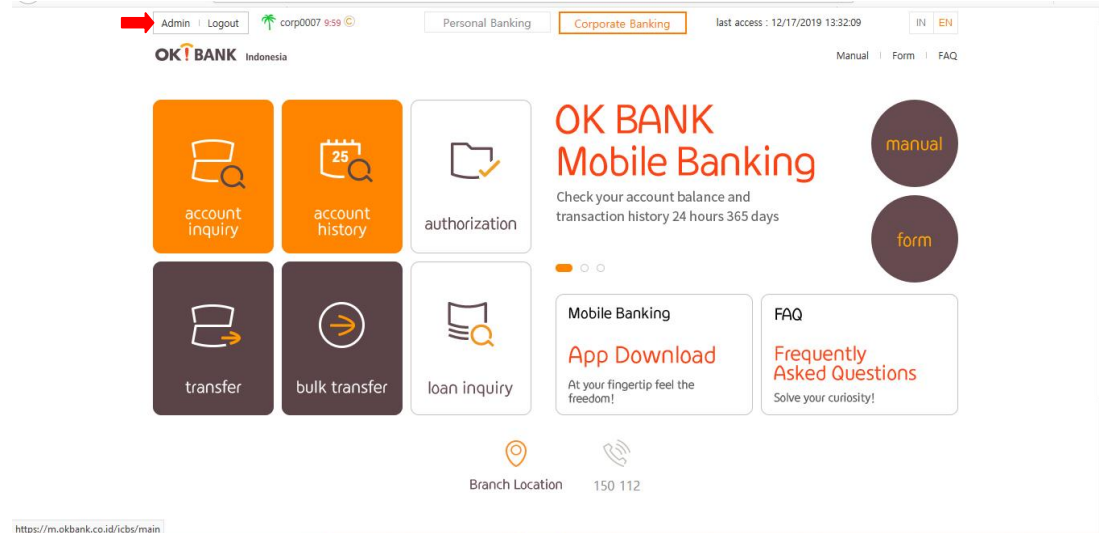 Admin Logout corp0007 9:59 C Personal Banking Corporate Banking last access : 12/17/2019 13:32:09 IN EN
OK! BANK Indonesia Manual Form FAQ
account
inquiry
25
account
history
authorization
OK BANK
Mobile Banking
Check your account balance and
transaction history 24 hours 365 days
manual
form
transfer
bulk transfer
loan inquiry
Mobile Banking
App Download
At your fingertip feel the
freedom!
FAQ
Frequently
Asked Questions
Solve your curiosity!
Branch Location
150 112
https://m.okbank.co.id/icbs/main